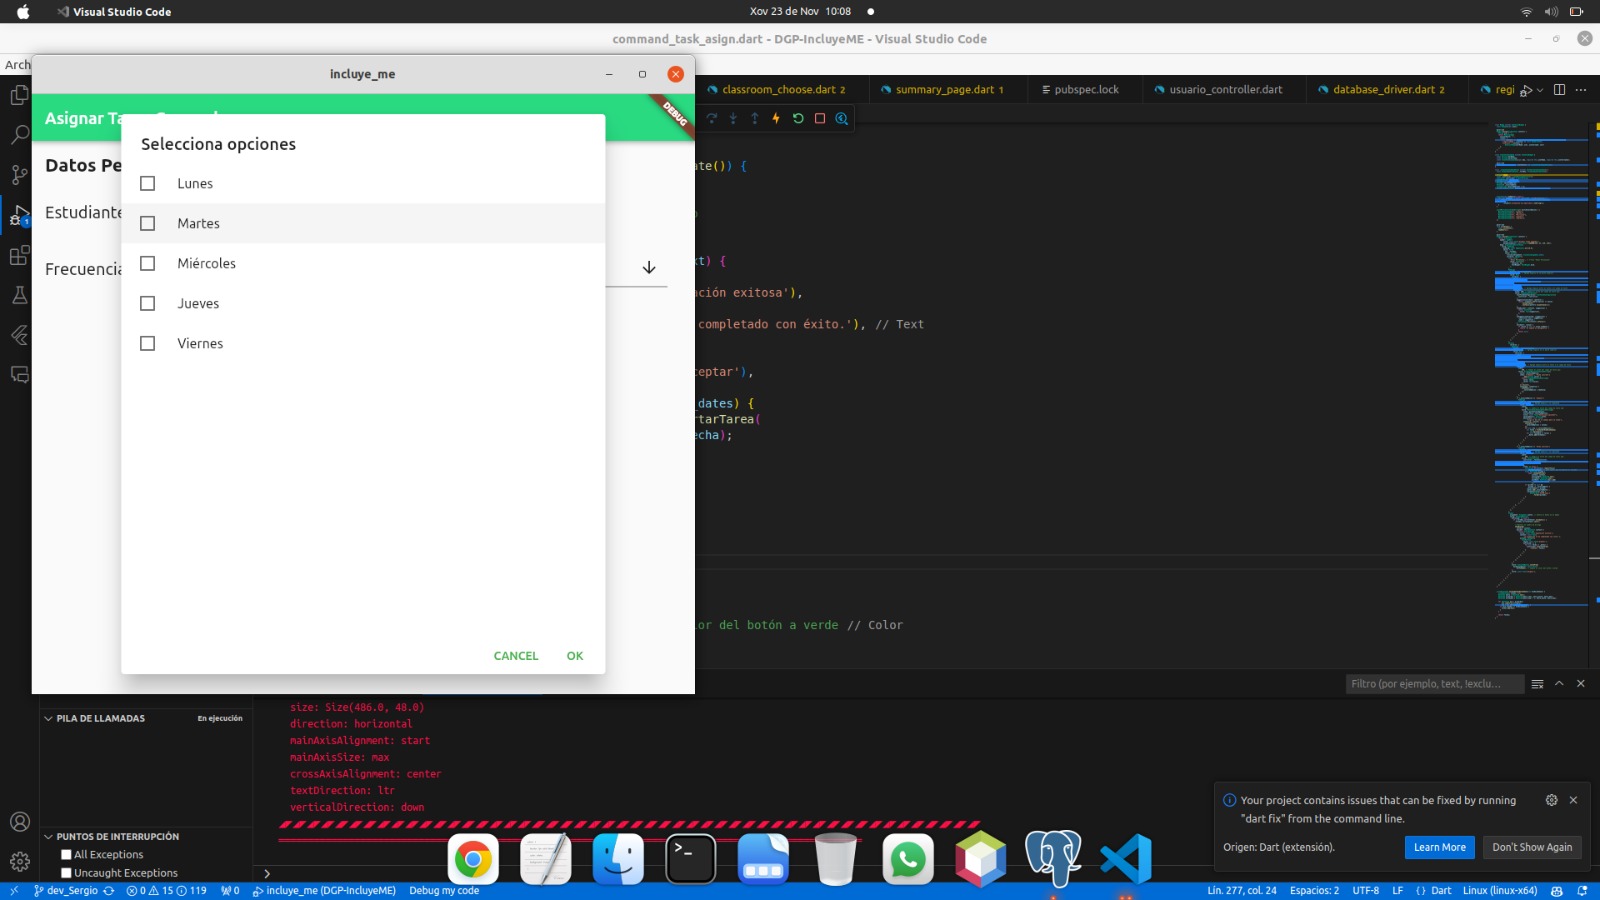 Visual Studio Code
Xov 23 de Nov 10:08
command_task_asign.dart - DGP-IncluyeME - Visual Studio Code
Arch
incluye_me
classroom_choose.dart 2
summary_page.dart 1
pubspec.lock
usuario_controller.dart
database_driver.dart 2
regi
Asignar Ta
DEBUG
Datos Pe
Estudiante
Frecuencia
Selecciona opciones
Lunes
Martes
Miércoles
Jueves
Viernes
CANCEL
OK
ate()) {
xt) {
ación exitosa'),
completado con éxito.'), // Text
ceptar'),
_dates) {
rtarTarea(
echa);
or del botón a verde // Color
Filtro (por ejemplo, text, !exclu...
PILA DE LLAMADAS
En ejecución
size: Size(486.0, 48.0)
direction: horizontal
mainAxisAlignment: start
mainAxisSize: max
crossAxisAlignment: center
textDirection: ltr
verticalDirection: down
PUNTOS DE INTERRUPCIÓN
All Exceptions
Uncaught Exceptions
Your project contains issues that can be fixed by running
"dart fix" from the command line.
Origen: Dart (extensión).
Learn More
Don't Show Again
dev_Sergio
0 15 119
0
incluye_me (DGP-IncluyeME)
Debug my code
Lín. 277, col. 24
Espacios: 2
UTF-8
LF
{ } Dart
Linux (linux-x64)